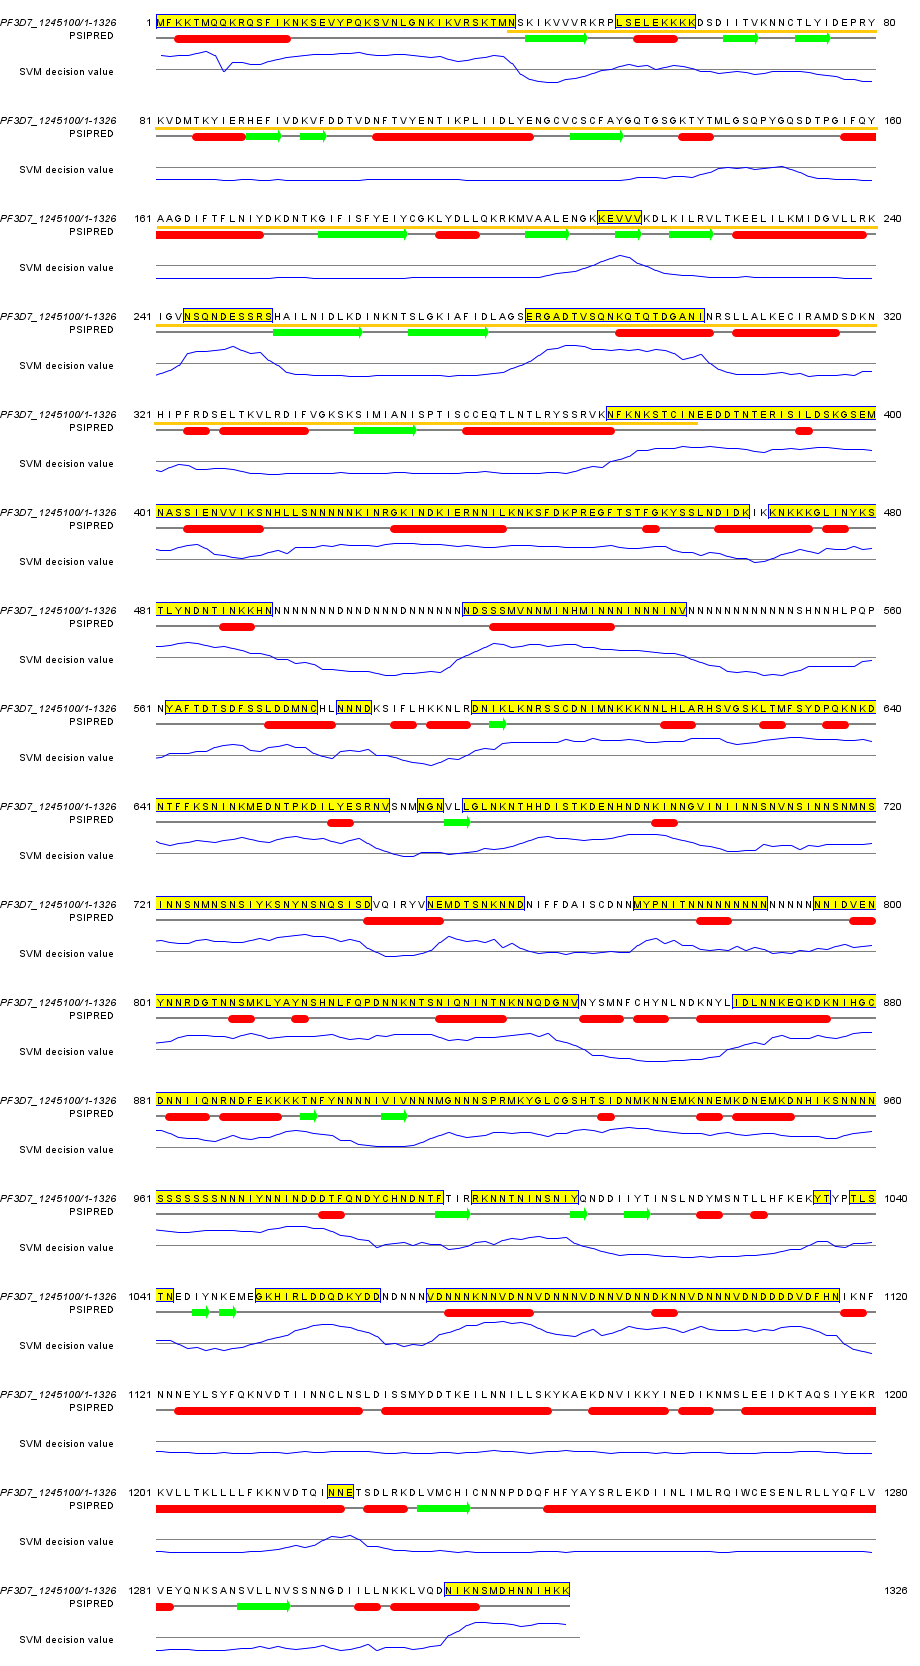 PF3D7_1245100/1-1326 1 MFKKTMQQKRQSFIKNKSEVYPQKSVNLGNKIKVRSKTMNSKIKVVVRKRPLSELEKKKKDSDIITVKNNCTLYIDEPRY 80
PSIPRED
SVM decision value
PF3D7_1245100/1-1326 81 KVDMTKYIERHEFIVDKVFDDTVDNFTVYENTIKPLIIDLYENGCVCSCFAYGQTGSGKTYTMLGSQPYGQSDTPGIFQY 160
PSIPRED
SVM decision value
PF3D7_1245100/1-1326 161 AAGDIFTFLNIYDKDNTKGIFISFYEIYCGKLYDLLQKRKMVAALENGKKEVVVKDLKILRVLTKEELILKMIDGVLLRK 240
PSIPRED
SVM decision value
PF3D7_1245100/1-1326 241 IGVNSQNDESSRSHAILNIDLKDINKNTSLGKIAFIDLAGSERGADTVSQNKQTQTDGANINRSLLALKECIRAMDSDKN 320
PSIPRED
SVM decision value
PF3D7_1245100/1-1326 321 HIPFRDSELTKVLRDIFVGKSKSIMIANISPTISCCEQTLNTLRYSSRVKNFKNKSTCINEEDDTNTERISILDSKGSEM 400
PSIPRED
SVM decision value
PF3D7_1245100/1-1326 401 NASSIENVVIKSNHLLSNNNNNKINRGKINDKIERNNILKNKSFDKPREGFTSTFGKYSSLNDIDKIKKNKKKGLINYKS 480
PSIPRED
SVM decision value
PF3D7_1245100/1-1326 481 TLYNDNTINKKHNNNNNNNNDNNDNNNDNNNNNNNDSSSMVNNMINHMINNNINNNINVNNNNNNNNNNNNSHNNHLPQP 560
PSIPRED
SVM decision value
PF3D7_1245100/1-1326 561 NYAFTDTSDFSSLDDMNCHLNNNDKSIFLHKKNLRDNIKLKNRSSCDNIMNKKKNNLHLARHSVGSKLTMFSYDPQKNKD 640
PSIPRED
SVM decision value
PF3D7_1245100/1-1326 641 NTFFKSNINKMEDNTPKDILYESRNVSNMNGNVLLGLNKNTHHDISTKDENHNDNKINNGVINIINNSNVNSINNSNMNS 720
PSIPRED
SVM decision value
PF3D7_1245100/1-1326 721 INNSNMNSNSIYKSNYNSNQSISDVQIRYVNEMDTSNKNNDNIFFDAISCDNNMYPNITNNNNNNNNNNNNNNNNIDVEN 800
PSIPRED
SVM decision value
PF3D7_1245100/1-1326 801 YNNRDGTNNSMKLYAYNSHNLFQPDNNKNTSNIQNINTNKNNQDGNVNYSMNFCHYNLNDKNYLIDLNNKEQKDKNIHGC 880
PSIPRED
SVM decision value
PF3D7_1245100/1-1326 881 DNNIIQNRNDFEKKKKTNFYNNNNIVIVNNNMGNNNSPRMKYGLCGSHTSIDNMKNNEMKNNEMKDNEMKDNHIKSNNNN 960
PSIPRED
SVM decision value
PF3D7_1245100/1-1326 961 SSSSSSSNNNIYNNINDDDTFQNDYCHNDNTFTIRRKNNTNINSNIYQNDDIIYTINSLNDYMSNTLLHFKEKYTYPTLS 1040
PSIPRED
SVM decision value
PF3D7_1245100/1-1326 1041 TNEDIYNKEMEGKHIRLDDQDKYDDNDNNNVDNNNKNNVDNNVDNNNVDNNVDNNDKNNVDNNNVDNDDDDVDFHNIKNF 1120
PSIPRED
SVM decision value
PF3D7_1245100/1-1326 1121 NNNEYLSYFQKNVDTIINNCLNSLDISSMYDDTKEILNNILLSKYKAEKDNVIKKYINEDIKNMSLEEIDKTAQSIYEKR 1200
PSIPRED
SVM decision value
PF3D7_1245100/1-1326 1201 KVLLTKLLLLFKKNVDTQINNETSDLRKDLVMCHICNNNPDDQFHFYAYSRLEKDIINLIMLRQIWCESENLRLLYQFLV 1280
PSIPRED
SVM decision value
PF3D7_1245100/1-1326 1281 VEYQNKSANSVLLNVSSNNGDIILLNKKLVQDNIKNSMDHNNIHKK 1326
PSIPRED
SVM decision value